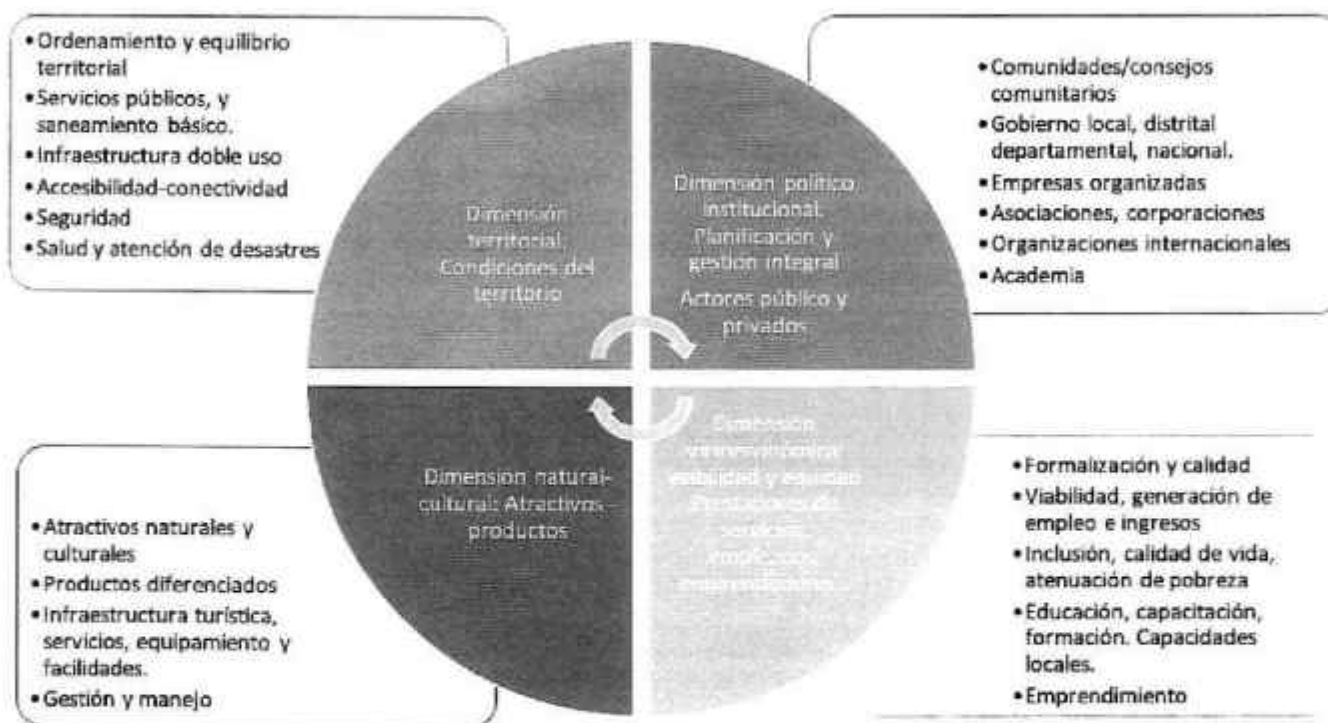 •Ordenamiento y equilibrio
territorial
•Servicios públicos, y
saneamiento básico.
•Infraestructura doble uso
•Accesibilidad-conectividad
•Seguridad
•Salud y atención de desastres
Dimensión
territorial:
Condiciones del
territorio
Dimensión político
institucional.
Planificación y
gestión integral
Actores público y
privados
•Comunidades/consejos
comunitarios
•Gobierno local, distrital
departamental, nacional.
•Empresas organizadas
•Asociaciones, corporaciones
•Organizaciones internacionales
•Academia
•Atractivos naturales y
culturales
•Productos diferenciados
•Infraestructura turística,
servicios, equipamiento y
facilidades.
•Gestión y manejo
Dimensión natural-
cultural: Atractivos -
productos
Dimensión
viabilidad y equidad
•Formalización y calidad
•Viabilidad, generación de
empleo e ingresos
•Inclusión, calidad de vida,
atenuación de pobreza
•Educación, capacitación,
formación. Capacidades
locales.
•Emprendimiento